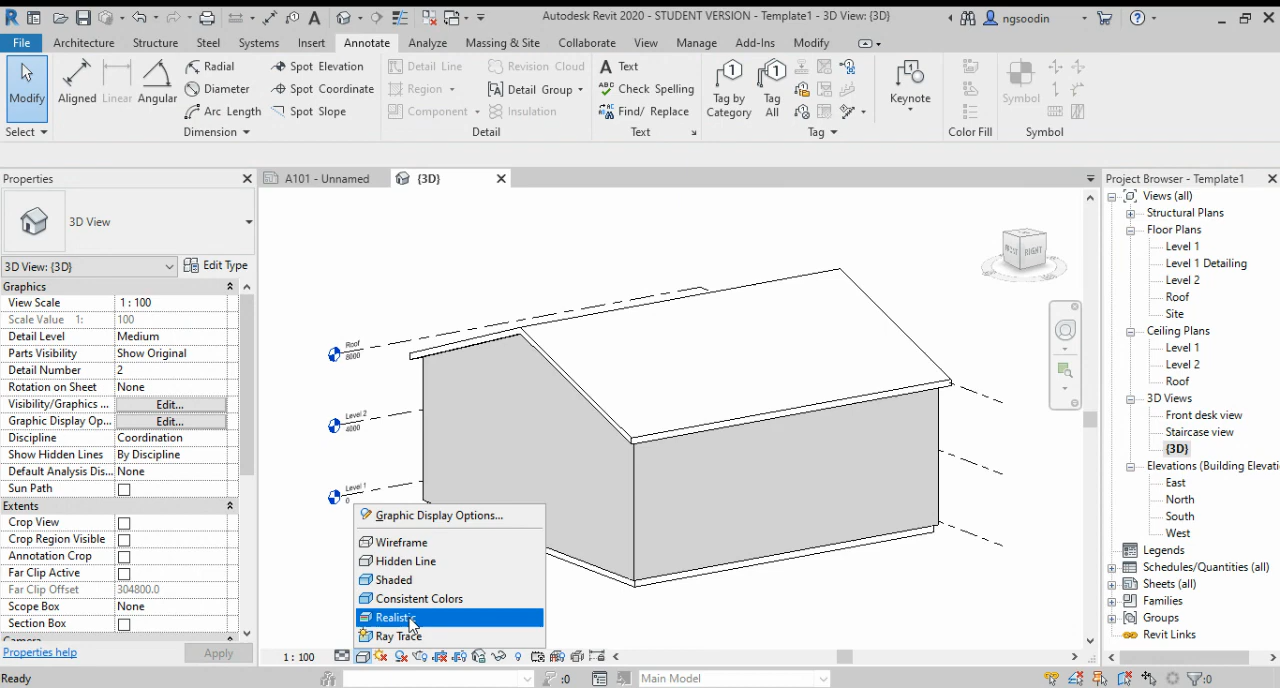 Autodesk Revit 2020 - STUDENT VERSION - Template1 - 3D View: {3D}
ngsoodin
File Architecture Structure Steel Systems Insert Annotate Analyze Massing & Site Collaborate View Manage Add-Ins Modify
Modify
Select
Aligned
Linear
Angular
Radial
Diameter
Arc Length
Spot Elevation
Spot Coordinate
Spot Slope
Dimension
Detail Line
Region
Component
Revision Cloud
Detail Group
Insulation
Detail
Text
Check Spelling
Find/ Replace
Text
Tag by
Category
Tag
All
Tag
Keynote
Color Fill
Symbol
Symbol
Properties
3D View
3D View: {3D}
Edit Type
Graphics
View Scale 1 : 100
Scale Value 1: 100
Detail Level Medium
Parts Visibility Show Original
Detail Number 2
Rotation on Sheet None
Visibility/Graphics ... Edit...
Graphic Display Op... Edit...
Discipline Coordination
Show Hidden Lines By Discipline
Default Analysis Dis... None
Sun Path
Extents
Crop View
Crop Region Visible
Annotation Crop
Far Clip Active
Far Clip Offset 304800.0
Scope Box None
Section Box
Camera
Properties help
Apply
A101 - Unnamed
{3D}
RIGHT
Roof
8000
Level 2
4000
Level 1
0
Graphic Display Options...
Wireframe
Hidden Line
Shaded
Consistent Colors
Realistic
Ray Trace
1 : 100
Project Browser - Template1
Views (all)
Structural Plans
Floor Plans
Level 1
Level 1 Detailing
Level 2
Roof
Site
Ceiling Plans
Level 1
Level 2
Roof
3D Views
Front desk view
Staircase view
{3D}
Elevations (Building Elevati
East
North
South
West
Legends
Schedules/Quantities (all)
Sheets (all)
Families
Groups
Revit Links
Ready
:0
Main Model
:0